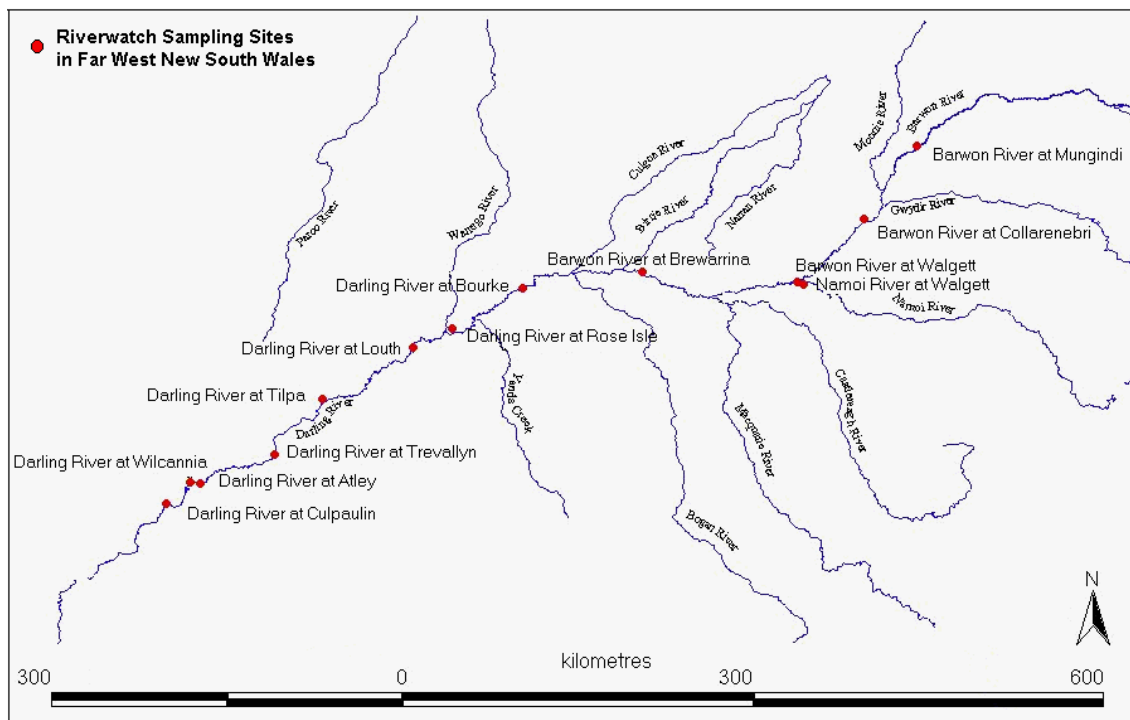 Riverwatch Sampling Sites
in Far West New South Wales
Moonie River
Barwon River
Barwon River at Mungindi
Culgoa River
Birrie River
Narran River
Gwydir River
Barwon River at Collarenebri
Paroo River
Warrego River
Barwon River at Brewarrina
Barwon River at Walgett
Namoi River at Walgett
Namoi River
Darling River at Bourke
Darling River at Rose Isle
Darling River at Louth
Darling River at Tilpa
Darling River
Yanda Creek
Macquarie River
Castlereagh River
Darling River at Trevallyn
Darling River at Wilcannia
Darling River at Atley
Darling River at Culpaulin
Bogan River
N
kilometres
300 0 300 600